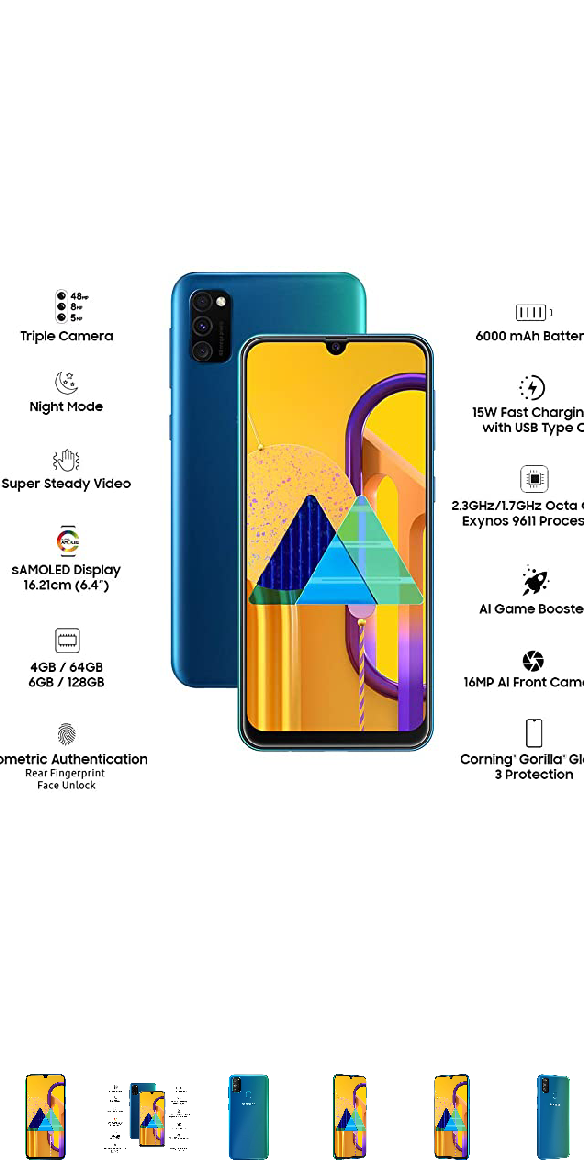 48MP
8MP
5MP
Triple Camera
Night Mode
Super Steady Video
sAMOLED Display
16.21cm (6.4″)
4GB / 64GB
6GB / 128GB
ometric Authentication
Rear Fingerprint
Face Unlock
6000 mAh Batter
15W Fast Chargin
with USB Type C
2.3GHz/1.7GHz Octa
Exynos 9611 Proces
AI Game Booste
16MP AI Front Came
Corning® Gorilla® Gl
3 Protection